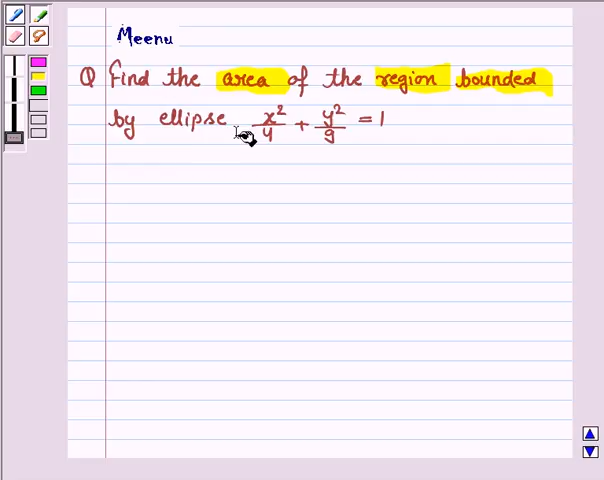 Meenu
Q Find the area of the region bounded
by ellipse x²/4 + y²/9 = 1